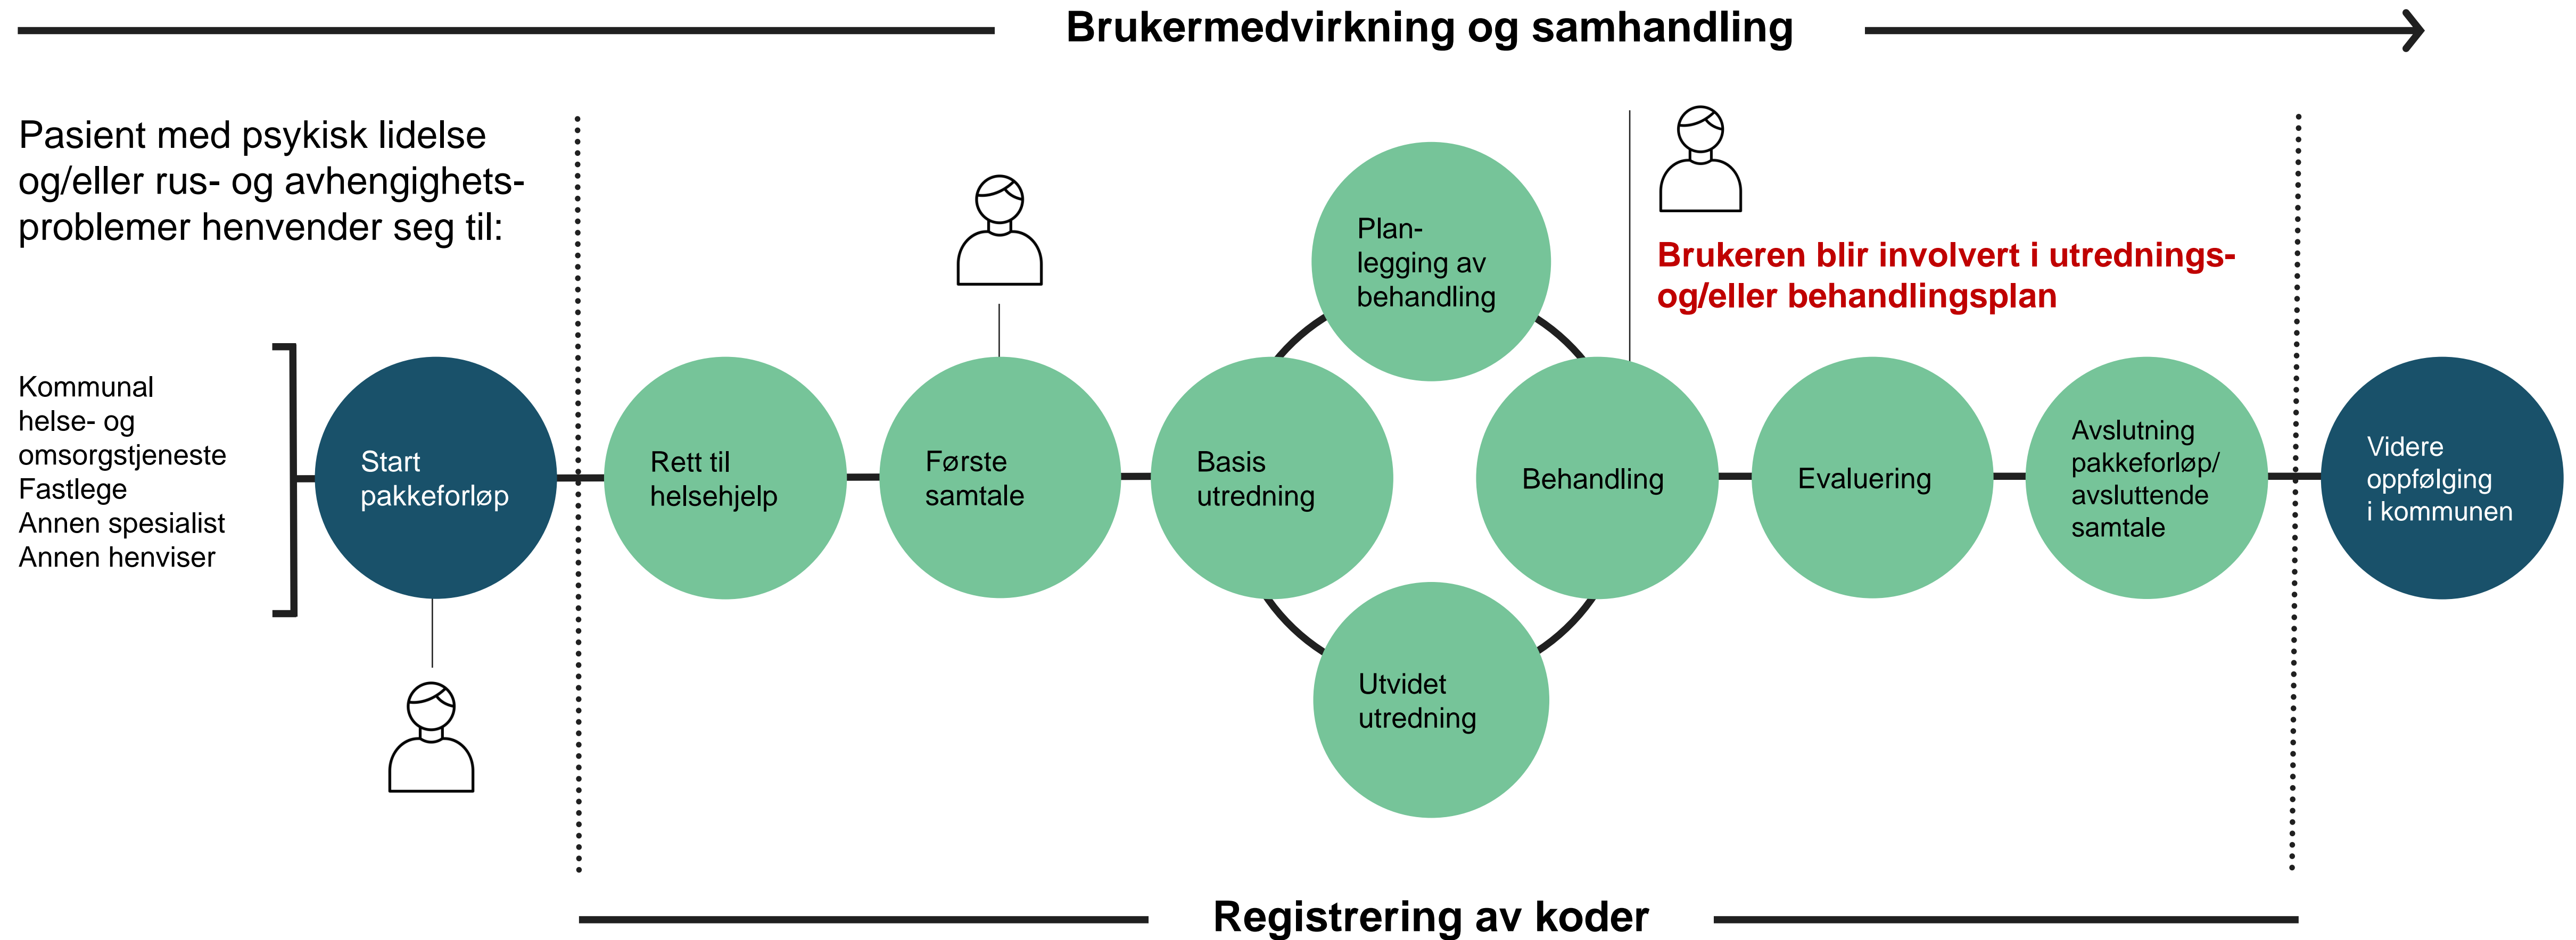 Brukermedvirkning og samhandling
Pasient med psykisk lidelse
og/eller rus- og avhengighets-
problemer henvender seg til:
Kommunal
helse- og
omsorgstjeneste
Fastlege
Annen spesialist
Annen henviser
Start
pakkeforløp
Rett til
helsehjelp
Første
samtale
Basis
utredning
Plan-
legging av
behandling
Utvidet
utredning
Brukeren blir involvert i utrednings-
og/eller behandlingsplan
Behandling
Evaluering
Avslutning
pakkeforløp/
avsluttende
samtale
Videre
oppfølging
i kommunen
Registrering av koder